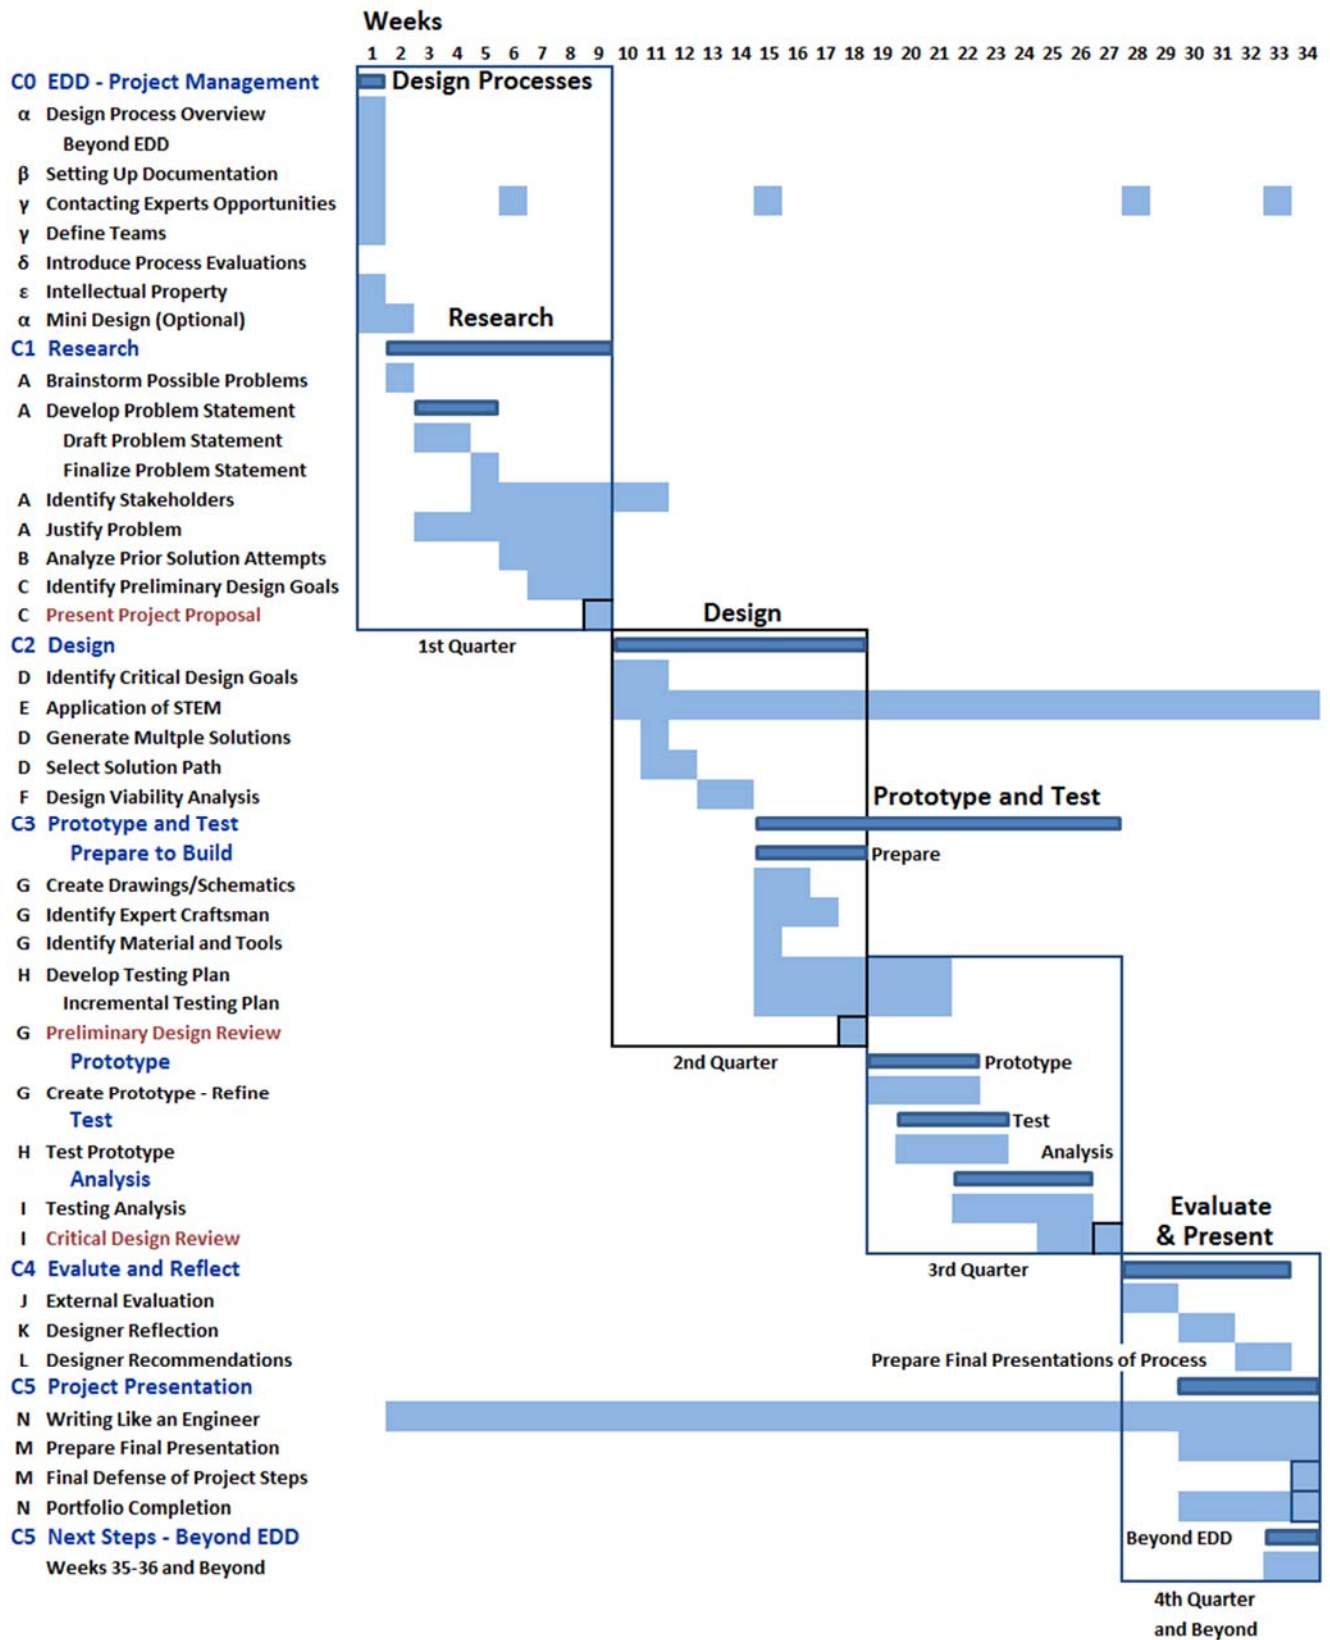 Weeks
1 2 3 4 5 6 7 8 9 10 11 12 13 14 15 16 17 18 19 20 21 22 23 24 25 26 27 28 29 30 31 32 33 34
C0 EDD - Project Management Design Processes
α Design Process Overview
Beyond EDD
β Setting Up Documentation
γ Contacting Experts Opportunities
γ Define Teams
δ Introduce Process Evaluations
ε Intellectual Property
α Mini Design (Optional) Research
C1 Research
A Brainstorm Possible Problems
A Develop Problem Statement
Draft Problem Statement
Finalize Problem Statement
A Identify Stakeholders
A Justify Problem
B Analyze Prior Solution Attempts
C Identify Preliminary Design Goals
C Present Project Proposal Design
C2 Design 1st Quarter
D Identify Critical Design Goals
E Application of STEM
D Generate Multple Solutions
D Select Solution Path
F Design Viability Analysis Prototype and Test
C3 Prototype and Test
Prepare to Build Prepare
G Create Drawings/Schematics
G Identify Expert Craftsman
G Identify Material and Tools
H Develop Testing Plan
Incremental Testing Plan
G Preliminary Design Review
Prototype 2nd Quarter Prototype
G Create Prototype - Refine
Test Test
H Test Prototype Analysis
Analysis
I Testing Analysis Evaluate
I Critical Design Review & Present
C4 Evalute and Reflect 3rd Quarter
J External Evaluation
K Designer Reflection
L Designer Recommendations Prepare Final Presentations of Process
C5 Project Presentation
N Writing Like an Engineer
M Prepare Final Presentation
M Final Defense of Project Steps
N Portfolio Completion
C5 Next Steps - Beyond EDD Beyond EDD
Weeks 35-36 and Beyond
4th Quarter
and Beyond